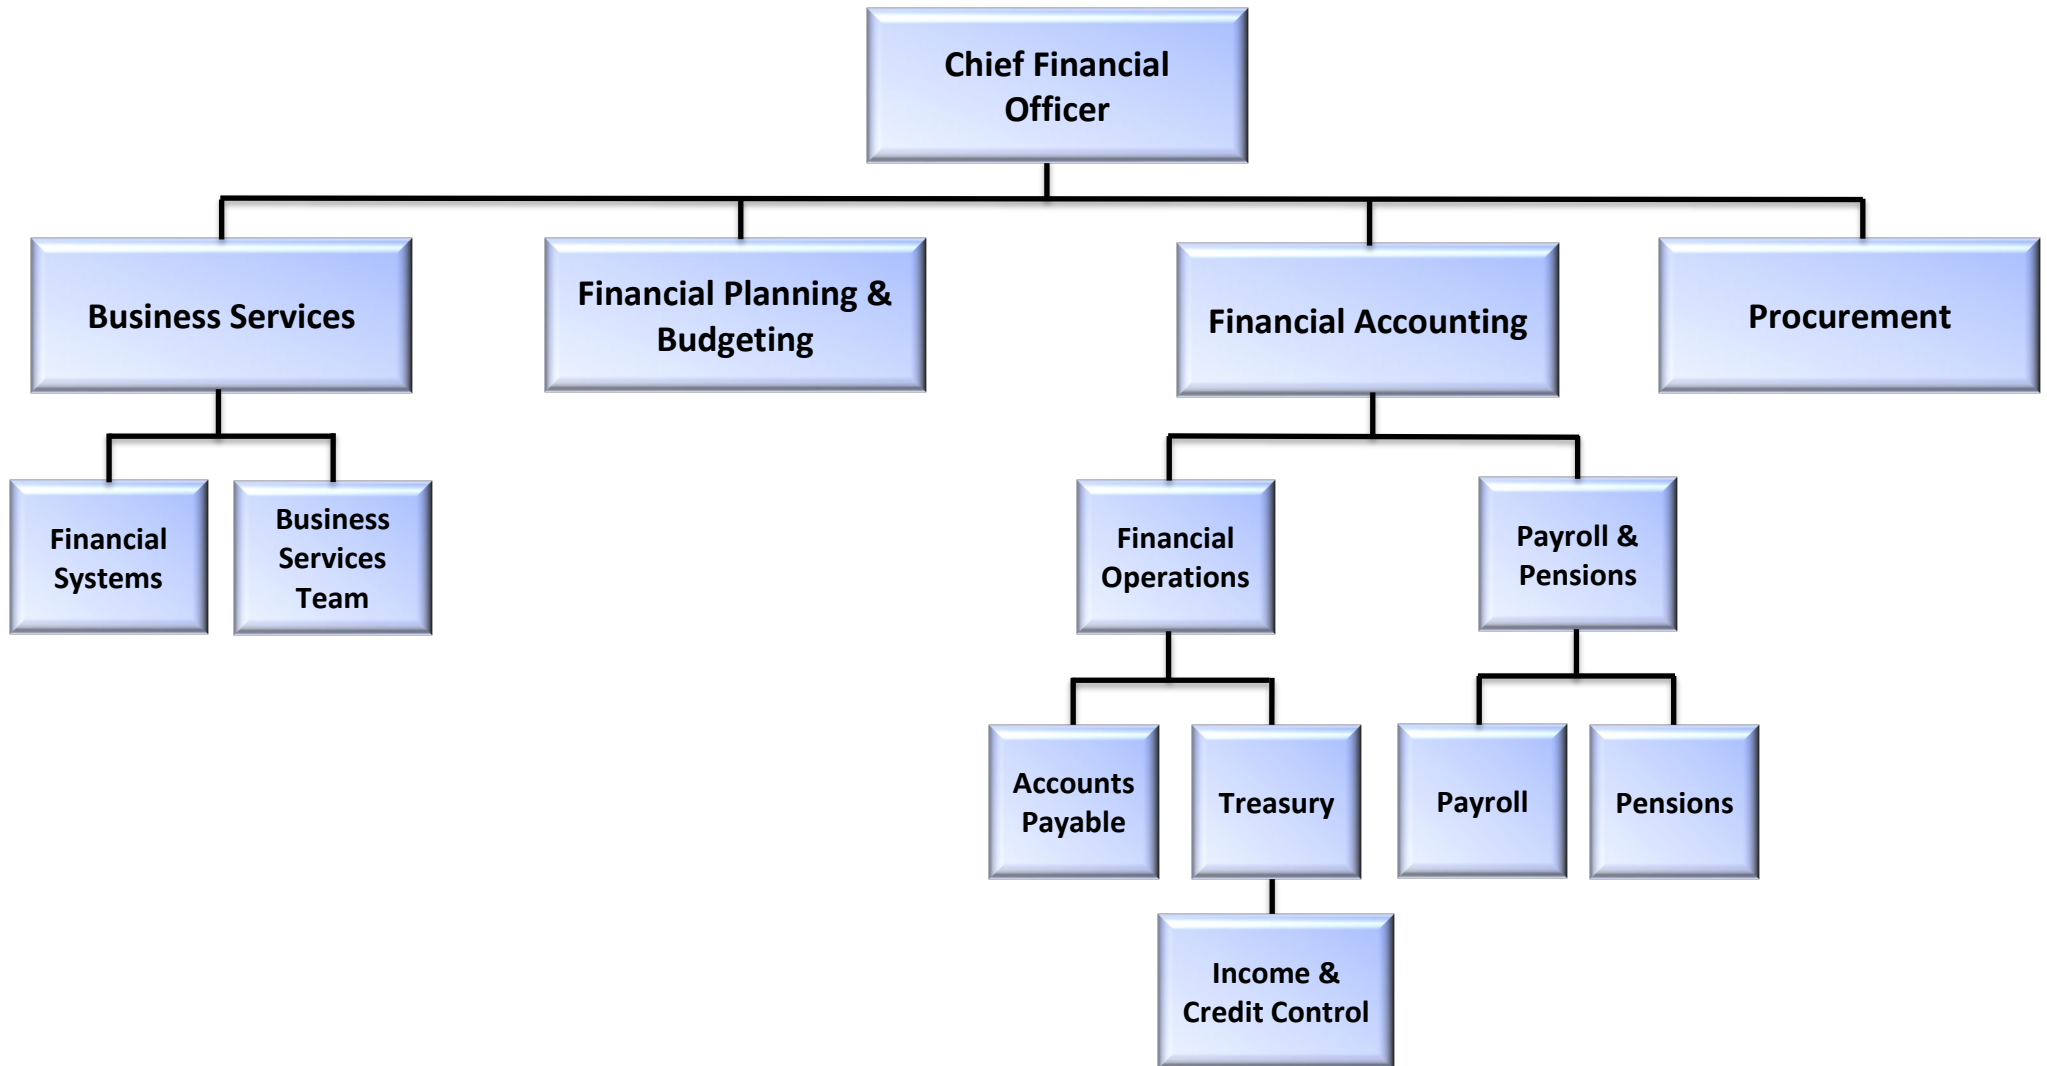 Chief Financial
Officer
Business Services
Financial Planning &
Budgeting
Financial Accounting
Procurement
Financial
Systems
Business
Services
Team
Financial
Operations
Payroll &
Pensions
Accounts
Payable
Treasury
Payroll
Pensions
Income &
Credit Control